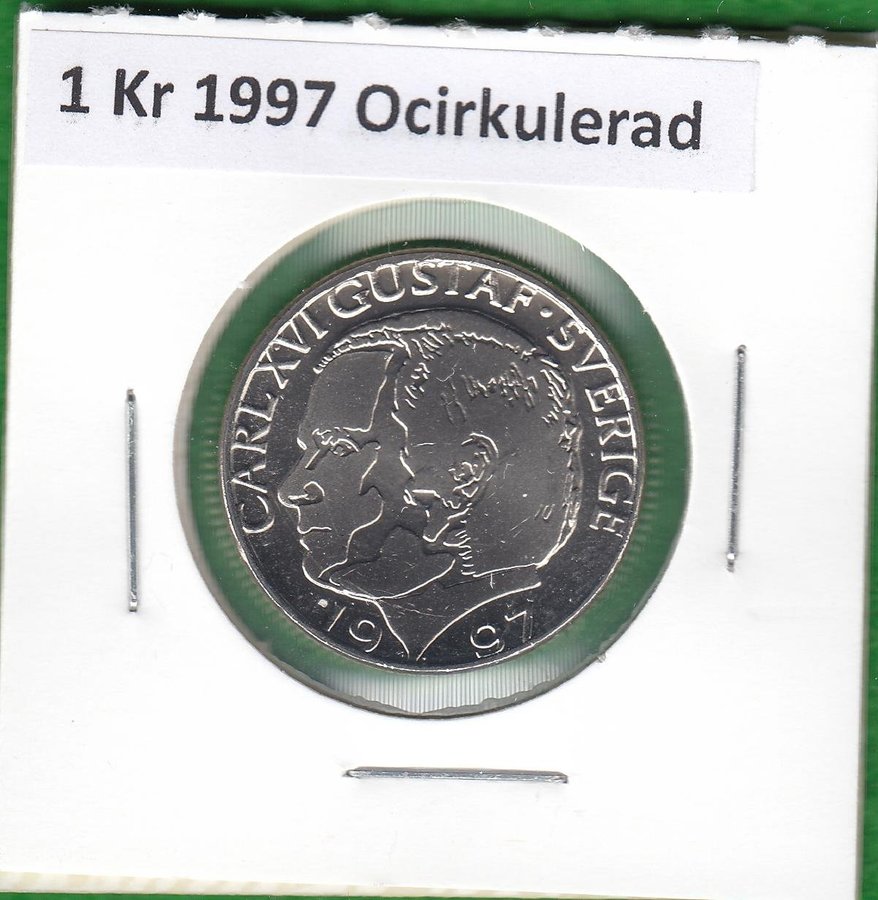 1 Kr 1997 Ocirkulerad
CARL XVI GUSTAF · SVERIGE
19 97